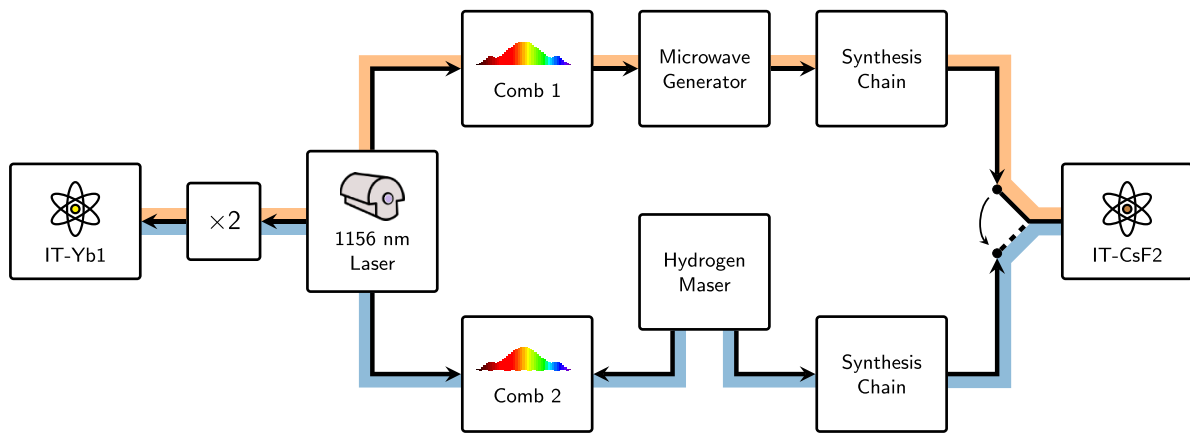 Comb 1
Microwave
Generator
Synthesis
Chain
IT-Yb1
×2
1156 nm
Laser
Hydrogen
Maser
IT-CsF2
Comb 2
Synthesis
Chain